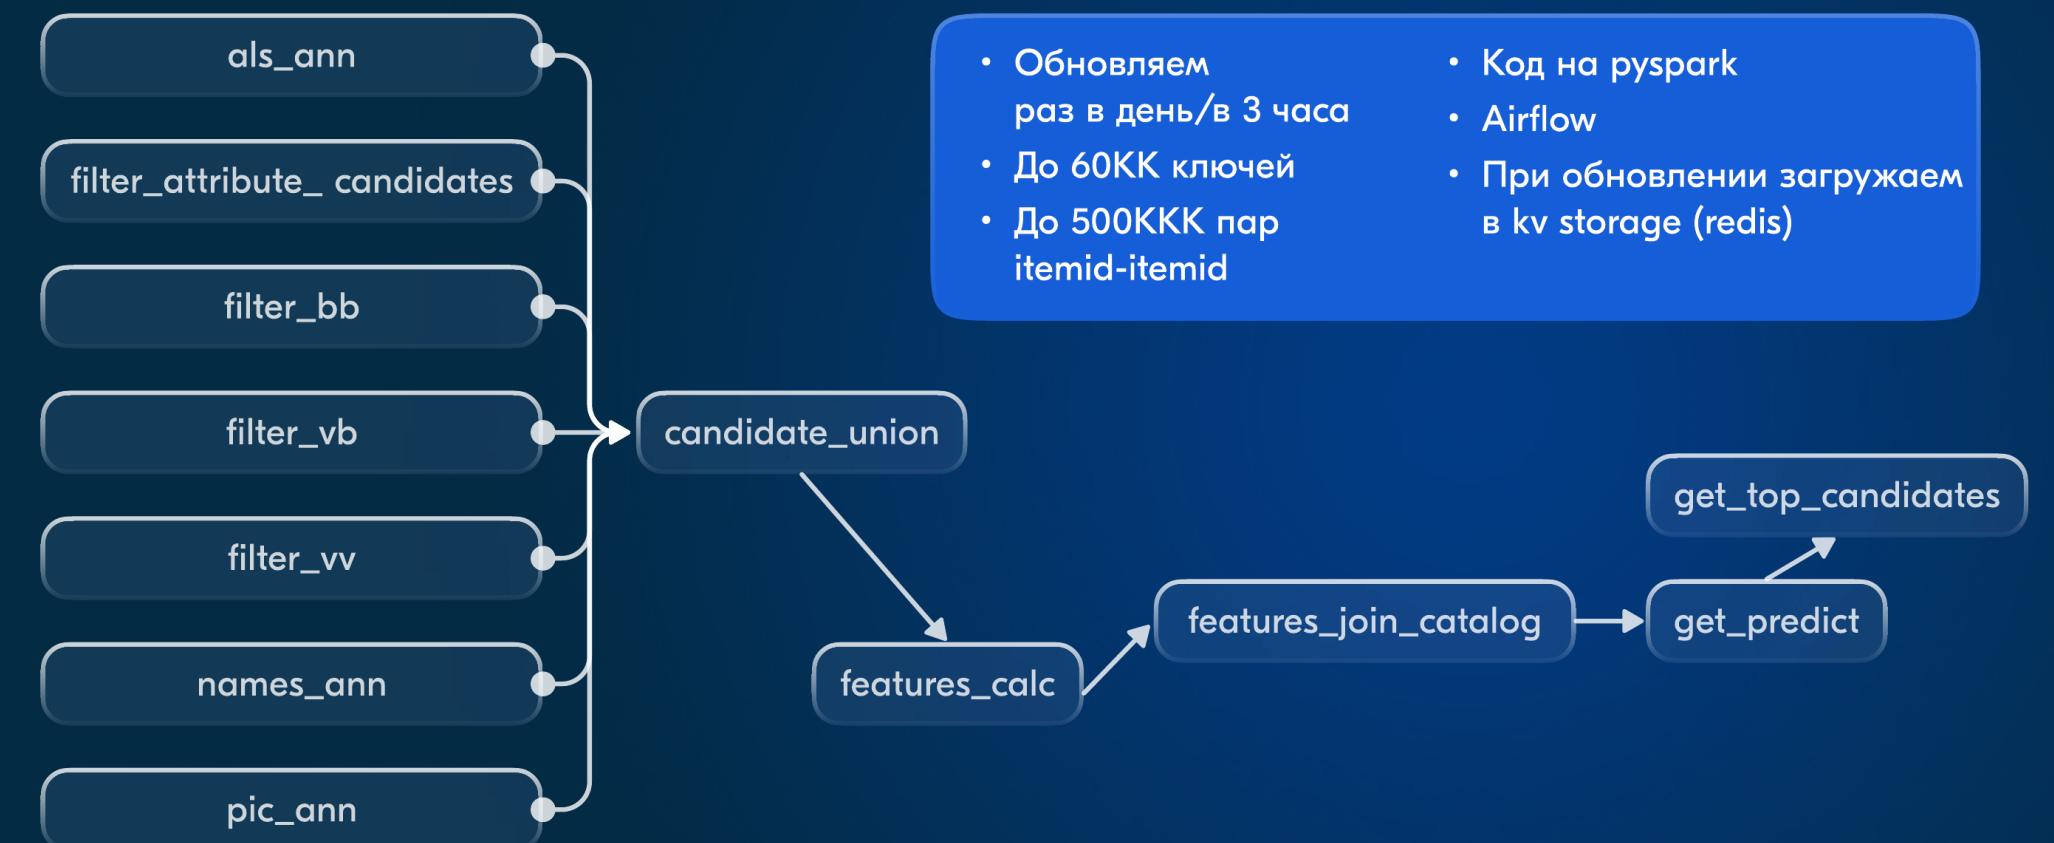 als_ann
filter_attribute_ candidates
filter_bb
filter_vb
filter_vv
names_ann
pic_ann
• Обновляем
раз в день/в 3 часа
• До 60КК ключей
• До 500ККК пар
itemid-itemid
• Код на pyspark
• Airflow
• При обновлении загружаем
в kv storage (redis)
candidate_union
features_calc
features_join_catalog
get_predict
get_top_candidates